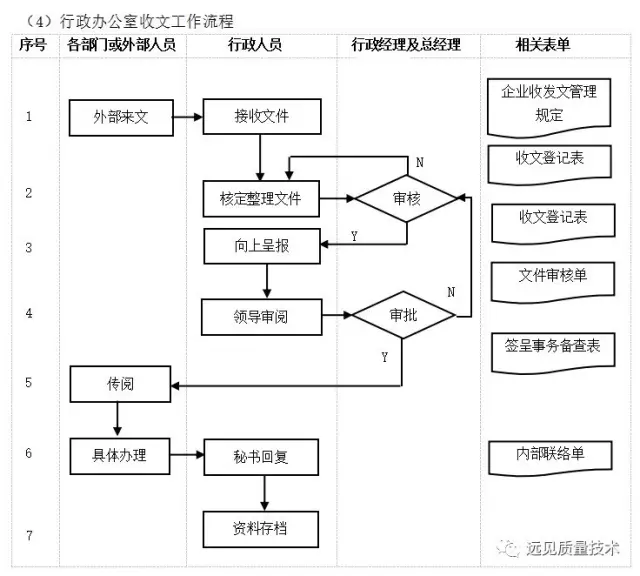 （4）行政办公室收文工作流程
序号 各部门或外部人员 行政人员 行政经理及总经理 相关表单
1 外部来文 接收文件 企业收发文管理
规定
N 收文登记表
2 核定整理文件 审核
收文登记表
3 向上呈报 Y
文件审核单
N
4 领导审阅 审批
签呈事务备查表
Y
5 传阅
6 具体办理 秘书回复 内部联络单
7 资料存档
远见质量技术